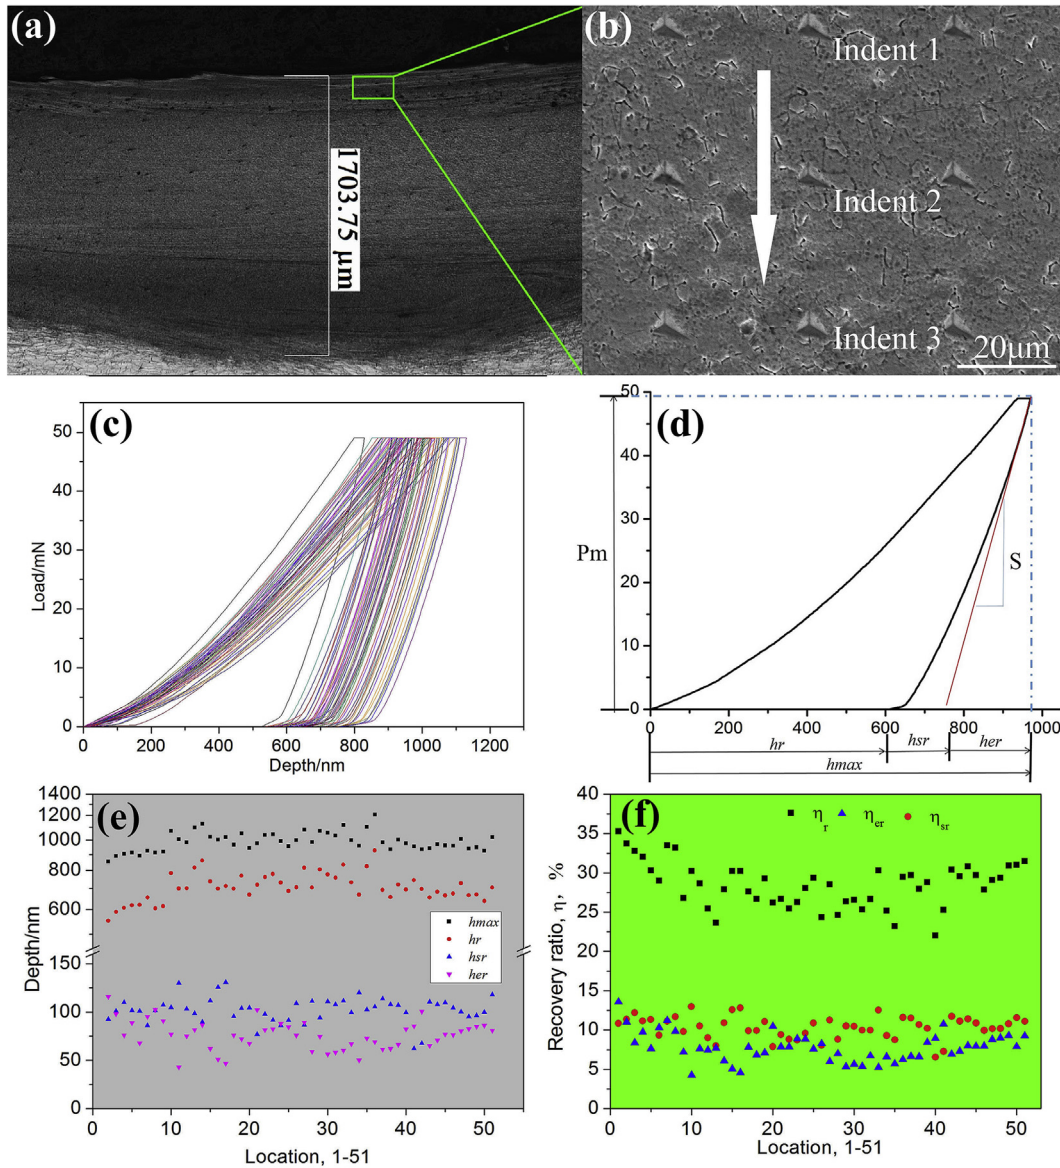 (a)
1703.75 μm
(b)
Indent 1
Indent 2
Indent 3
20μm
(c)
50
40
30
20
10
0
Load/mN
0 200 400 600 800 1000 1200
Depth/nm
(d)
50
40
30
20
10
0
Pm
S
0 200 400 600 800 1000
hr hsr her
hmax
(e)
1400
1200
1000
800
600
150
100
50
0
Depth/nm
hmax
hr
hsr
her
0 10 20 30 40 50
Location, 1-51
(f)
ηr ηer ηsr
40
35
30
25
20
15
10
5
0
Recovery ratio, η, %
0 10 20 30 40 50
Location, 1-51